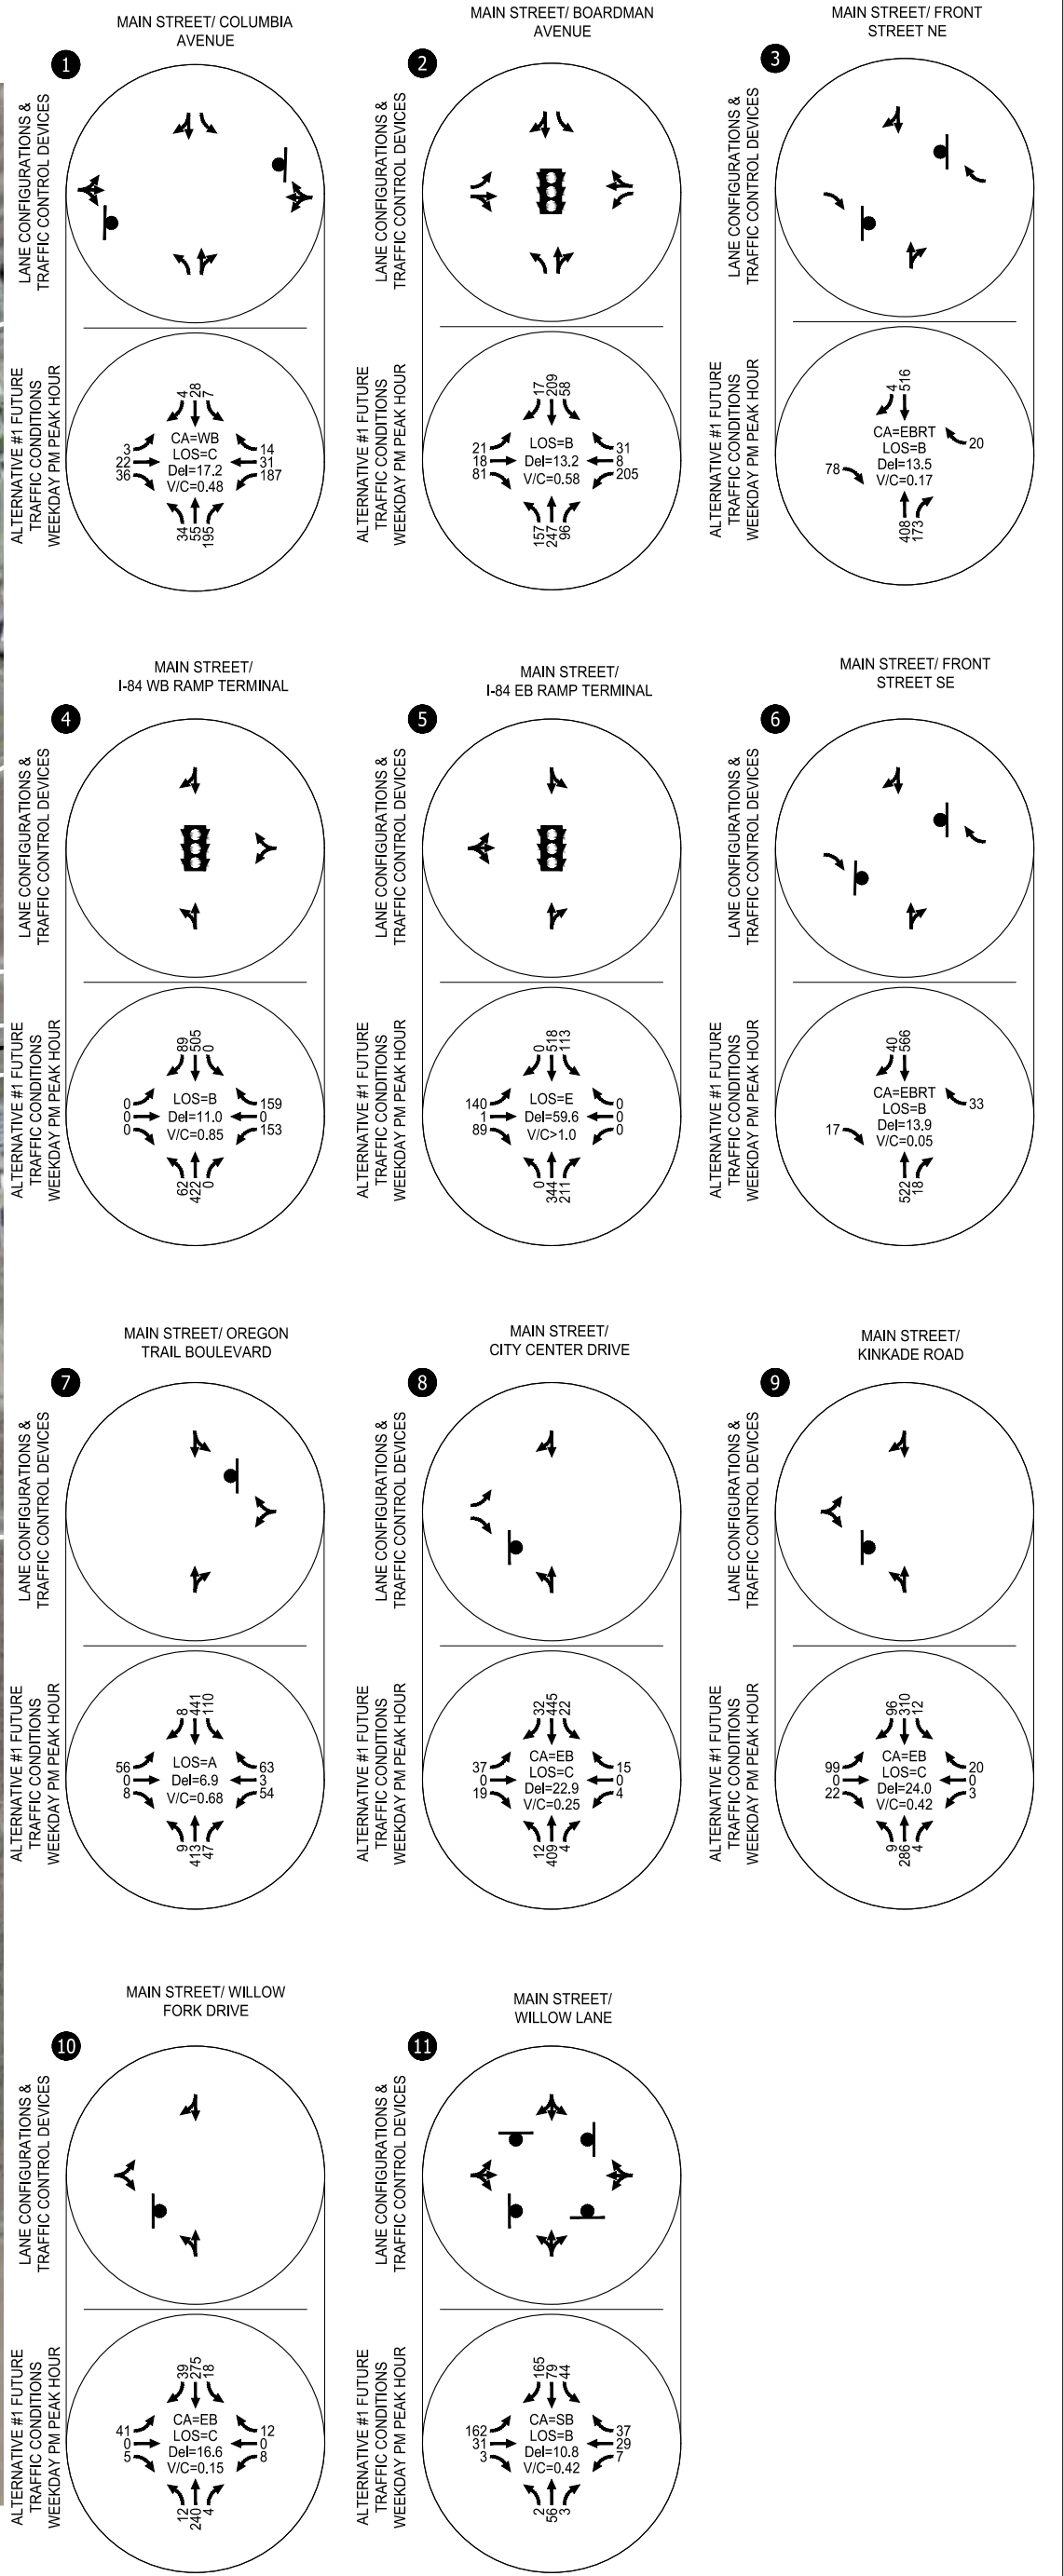 MAIN STREET/ COLUMBIA
AVENUE
1
LANE CONFIGURATIONS &
TRAFFIC CONTROL DEVICES
ALTERNATIVE #1 FUTURE
TRAFFIC CONDITIONS
WEEKDAY PM PEAK HOUR
4
28
7
3
22
36
CA=WB
LOS=C
Del=17.2
V/C=0.48
14
31
187
34
55
195
MAIN STREET/ BOARDMAN
AVENUE
2
LANE CONFIGURATIONS &
TRAFFIC CONTROL DEVICES
ALTERNATIVE #1 FUTURE
TRAFFIC CONDITIONS
WEEKDAY PM PEAK HOUR
17
209
58
21
18
81
LOS=B
Del=13.2
V/C=0.58
31
8
205
157
247
96
MAIN STREET/ FRONT
STREET NE
3
LANE CONFIGURATIONS &
TRAFFIC CONTROL DEVICES
ALTERNATIVE #1 FUTURE
TRAFFIC CONDITIONS
WEEKDAY PM PEAK HOUR
4
516
78
CA=EBRT
LOS=B
Del=13.5
V/C=0.17
20
408
173
MAIN STREET/
I-84 WB RAMP TERMINAL
4
LANE CONFIGURATIONS &
TRAFFIC CONTROL DEVICES
ALTERNATIVE #1 FUTURE
TRAFFIC CONDITIONS
WEEKDAY PM PEAK HOUR
89
505
0
0
0
0
LOS=B
Del=11.0
V/C=0.85
159
0
153
62
422
0
MAIN STREET/
I-84 EB RAMP TERMINAL
5
LANE CONFIGURATIONS &
TRAFFIC CONTROL DEVICES
ALTERNATIVE #1 FUTURE
TRAFFIC CONDITIONS
WEEKDAY PM PEAK HOUR
0
518
113
140
1
89
LOS=E
Del=59.6
V/C>1.0
0
0
0
0
344
211
MAIN STREET/ FRONT
STREET SE
6
LANE CONFIGURATIONS &
TRAFFIC CONTROL DEVICES
ALTERNATIVE #1 FUTURE
TRAFFIC CONDITIONS
WEEKDAY PM PEAK HOUR
40
566
17
CA=EBRT
LOS=B
Del=13.9
V/C=0.05
33
522
18
MAIN STREET/ OREGON
TRAIL BOULEVARD
7
LANE CONFIGURATIONS &
TRAFFIC CONTROL DEVICES
ALTERNATIVE #1 FUTURE
TRAFFIC CONDITIONS
WEEKDAY PM PEAK HOUR
8
441
110
56
0
8
LOS=A
Del=6.9
V/C=0.68
63
3
54
9
413
47
MAIN STREET/
CITY CENTER DRIVE
8
LANE CONFIGURATIONS &
TRAFFIC CONTROL DEVICES
ALTERNATIVE #1 FUTURE
TRAFFIC CONDITIONS
WEEKDAY PM PEAK HOUR
32
445
22
37
0
19
CA=EB
LOS=C
Del=22.9
V/C=0.25
15
0
4
12
409
4
MAIN STREET/
KINKADE ROAD
9
LANE CONFIGURATIONS &
TRAFFIC CONTROL DEVICES
ALTERNATIVE #1 FUTURE
TRAFFIC CONDITIONS
WEEKDAY PM PEAK HOUR
96
310
12
99
0
22
CA=EB
LOS=C
Del=24.0
V/C=0.42
20
0
3
9
286
4
MAIN STREET/ WILLOW
FORK DRIVE
10
LANE CONFIGURATIONS &
TRAFFIC CONTROL DEVICES
ALTERNATIVE #1 FUTURE
TRAFFIC CONDITIONS
WEEKDAY PM PEAK HOUR
39
275
18
41
0
5
CA=EB
LOS=C
Del=16.6
V/C=0.15
12
0
8
12
240
4
MAIN STREET/
WILLOW LANE
11
LANE CONFIGURATIONS &
TRAFFIC CONTROL DEVICES
ALTERNATIVE #1 FUTURE
TRAFFIC CONDITIONS
WEEKDAY PM PEAK HOUR
165
79
44
162
31
3
CA=SB
LOS=B
Del=10.8
V/C=0.42
37
29
7
2
56
3